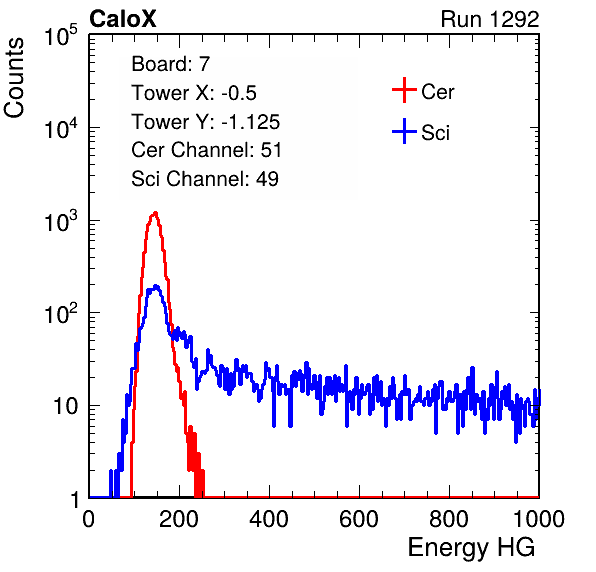 CaloX Run 1292
Counts
10^5
10^4
10^3
10^2
10
1
Board: 7
Tower X: -0.5
Tower Y: -1.125
Cer Channel: 51
Sci Channel: 49
Cer
Sci
0 200 400 600 800 1000
Energy HG